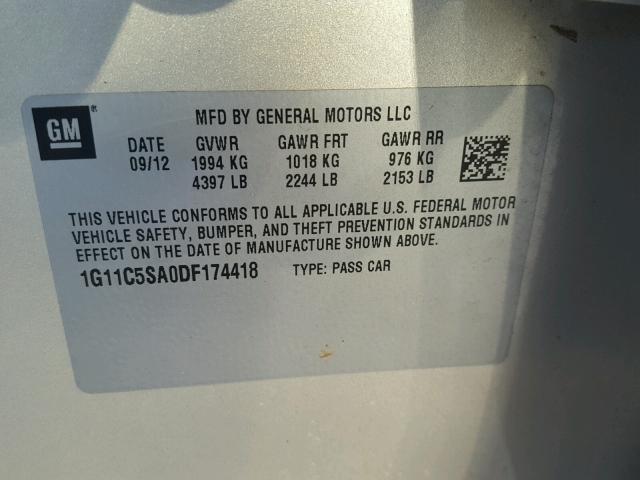 GM ®
MFD BY GENERAL MOTORS LLC
DATE GVWR GAWR FRT GAWR RR
09/12 1994 KG 1018 KG 976 KG
4397 LB 2244 LB 2153 LB
THIS VEHICLE CONFORMS TO ALL APPLICABLE U.S. FEDERAL MOTOR
VEHICLE SAFETY, BUMPER, AND THEFT PREVENTION STANDARDS IN
EFFECT ON THE DATE OF MANUFACTURE SHOWN ABOVE.
1G11C5SA0DF174418 TYPE: PASS CAR